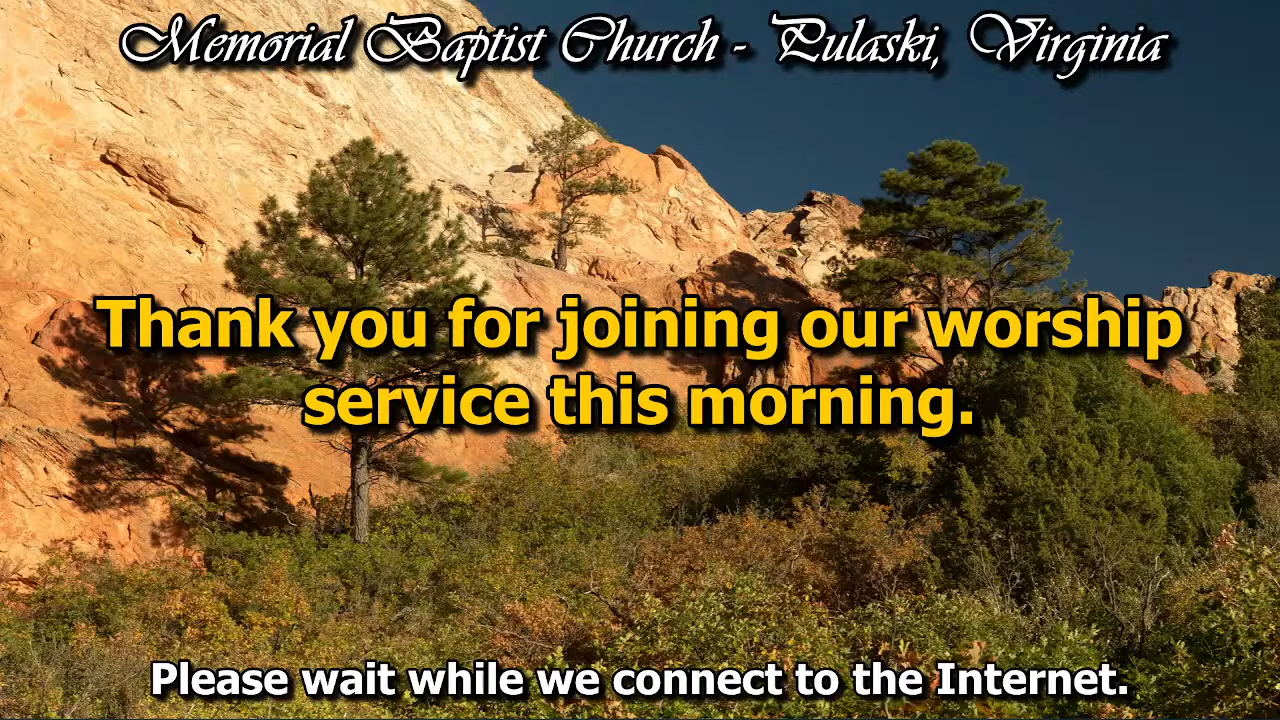 Memorial Baptist Church - Pulaski, Virginia
Thank you for joining our worship
service this morning.
Please wait while we connect to the Internet.